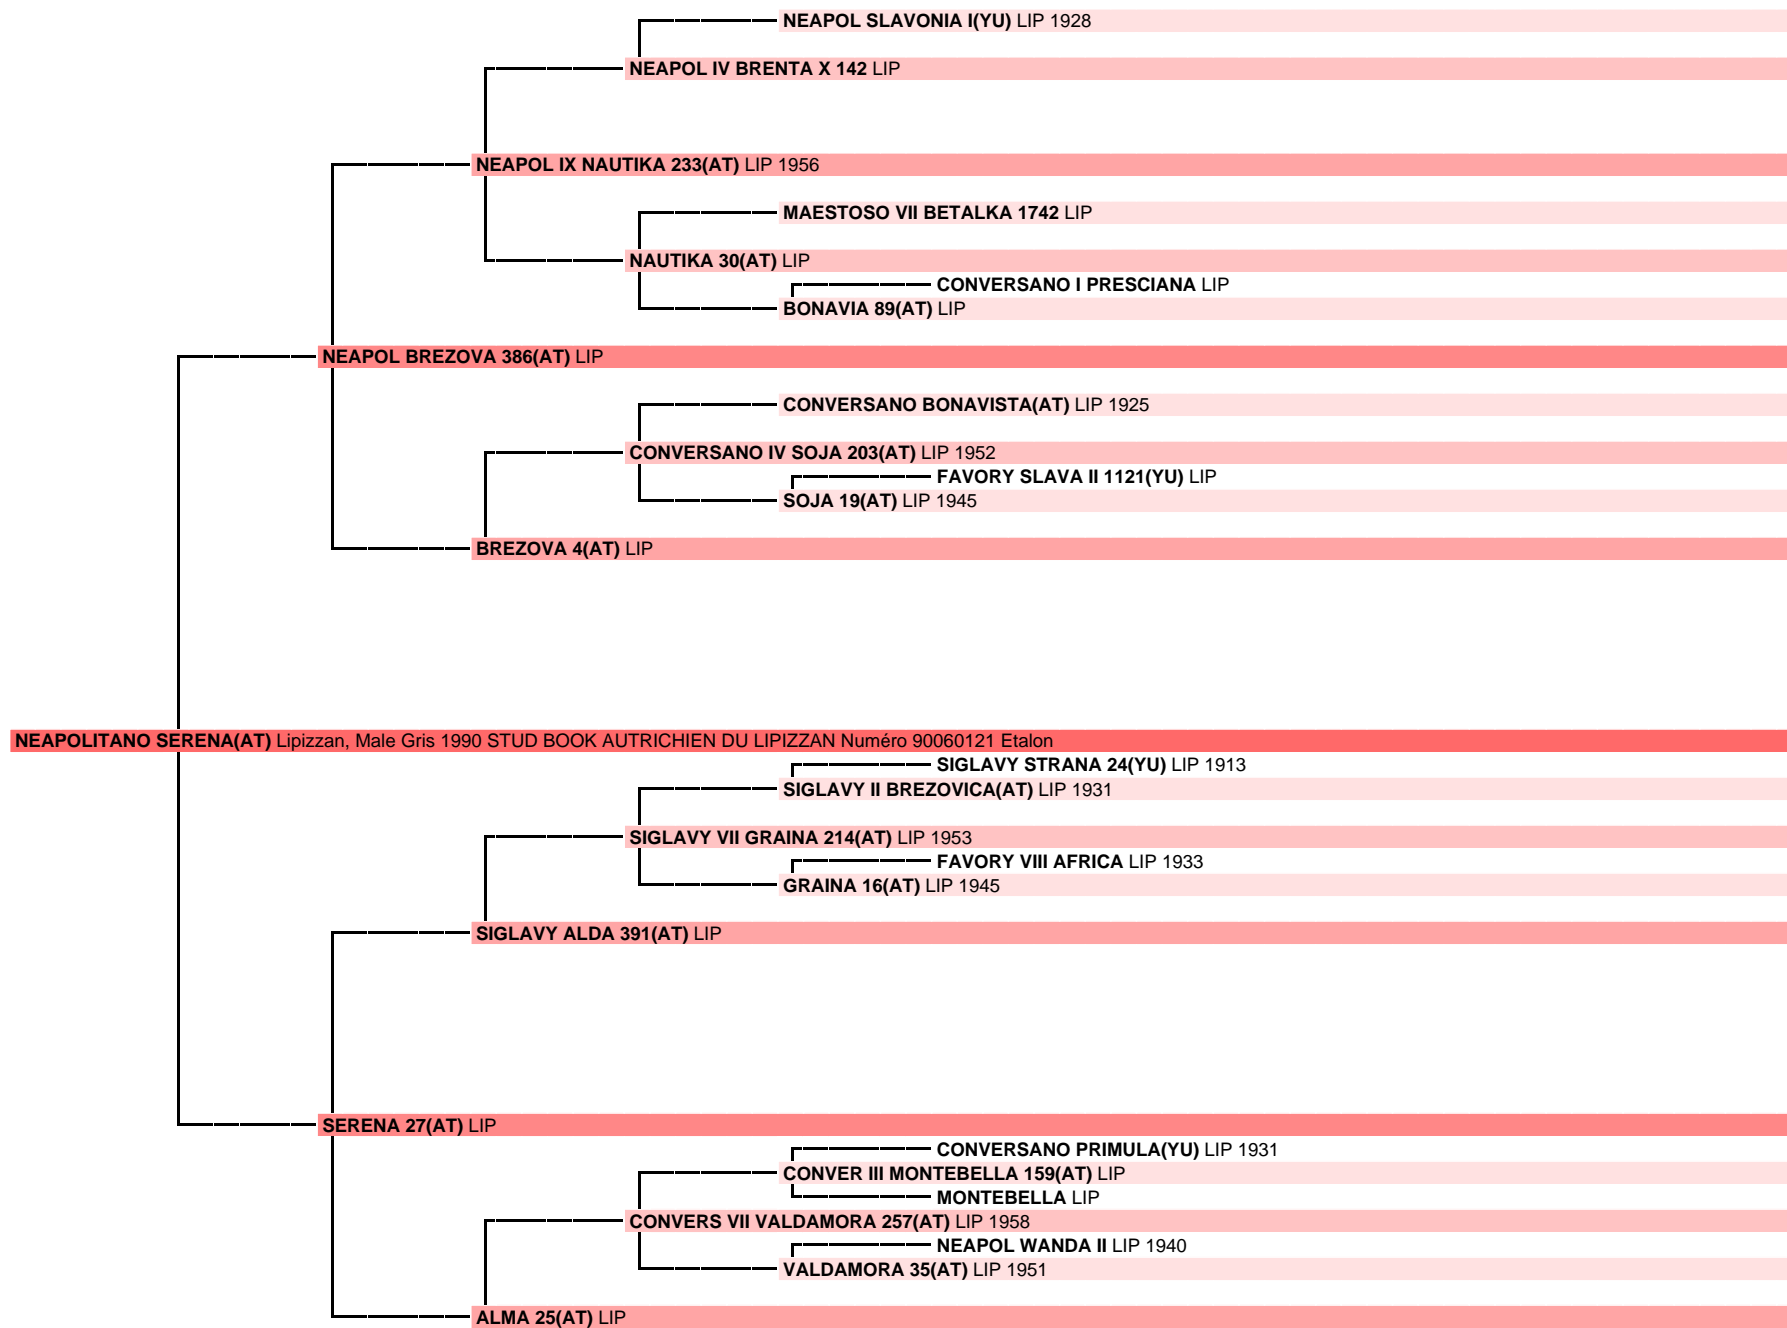 NEAPOL SLAVONIA I(YU) LIP 1928
NEAPOL IV BRENTA X 142 LIP
NEAPOL IX NAUTIKA 233(AT) LIP 1956
MAESTOSO VII BETALKA 1742 LIP
NAUTIKA 30(AT) LIP
CONVERSANO I PRESCIANA LIP
BONAVIA 89(AT) LIP
NEAPOL BREZOVA 386(AT) LIP
CONVERSANO BONAVISTA(AT) LIP 1925
CONVERSANO IV SOJA 203(AT) LIP 1952
FAVORY SLAVA II 1121(YU) LIP
SOJA 19(AT) LIP 1945
BREZOVA 4(AT) LIP
NEAPOLITANO SERENA(AT) Lipizzan, Male Gris 1990 STUD BOOK AUTRICHIEN DU LIPIZZAN Numéro 90060121 Etalon
SIGLAVY STRANA 24(YU) LIP 1913
SIGLAVY II BREZOVICA(AT) LIP 1931
SIGLAVY VII GRAINA 214(AT) LIP 1953
FAVORY VIII AFRICA LIP 1933
GRAINA 16(AT) LIP 1945
SIGLAVY ALDA 391(AT) LIP
SERENA 27(AT) LIP
CONVERSANO PRIMULA(YU) LIP 1931
CONVER III MONTEBELLA 159(AT) LIP
MONTEBELLA LIP
CONVERS VII VALDAMORA 257(AT) LIP 1958
NEAPOL WANDA II LIP 1940
VALDAMORA 35(AT) LIP 1951
ALMA 25(AT) LIP